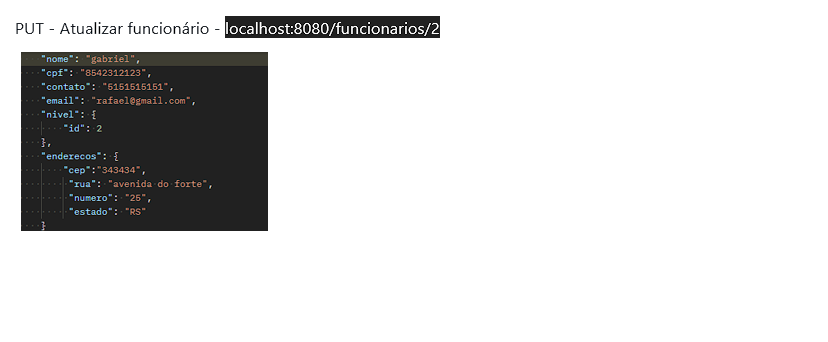 PUT - Atualizar funcionário - localhost:8080/funcionarios/2
"nome": "gabriel",
"cpf": "8542312123",
"contato": "5151515151",
"email": "rafael@gmail.com",
"nivel": {
"id": 2
},
"enderecos": {
"cep":"343434",
"rua": "avenida do forte",
"numero": "25",
"estado": "RS"
}